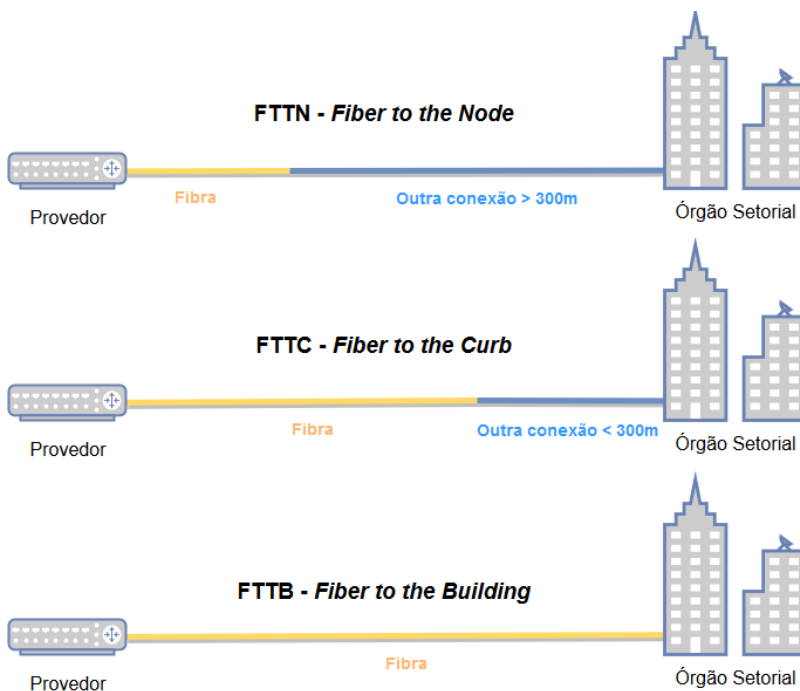 FTTN - Fiber to the Node
Fibra
Outra conexão > 300m
Provedor
Órgão Setorial
FTTC - Fiber to the Curb
Fibra
Outra conexão < 300m
Provedor
Órgão Setorial
FTTB - Fiber to the Building
Fibra
Provedor
Órgão Setorial